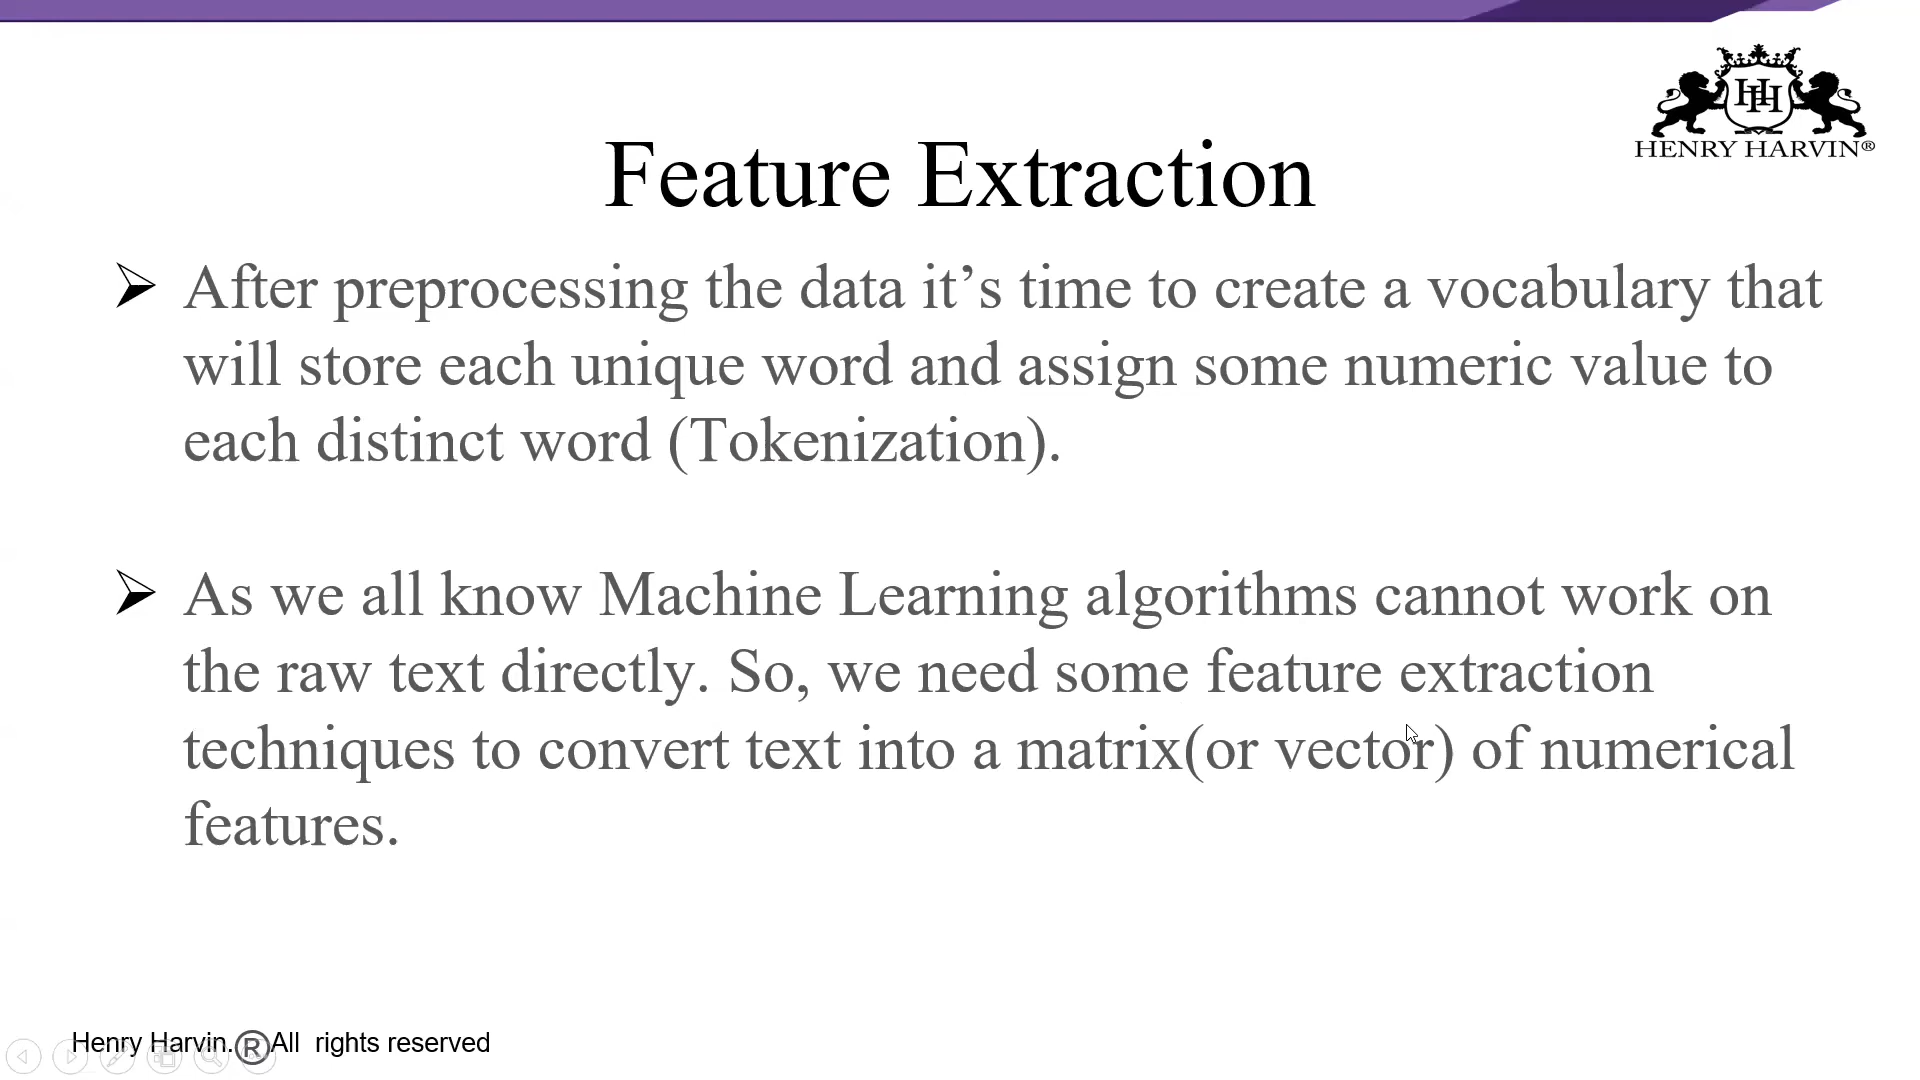 HH
HENRY HARVIN®
Feature Extraction
➢ After preprocessing the data it’s time to create a vocabulary that
will store each unique word and assign some numeric value to
each distinct word (Tokenization).
➢ As we all know Machine Learning algorithms cannot work on
the raw text directly. So, we need some feature extraction
techniques to convert text into a matrix(or vector) of numerical
features.
Henry Harvin.®All  rights reserved